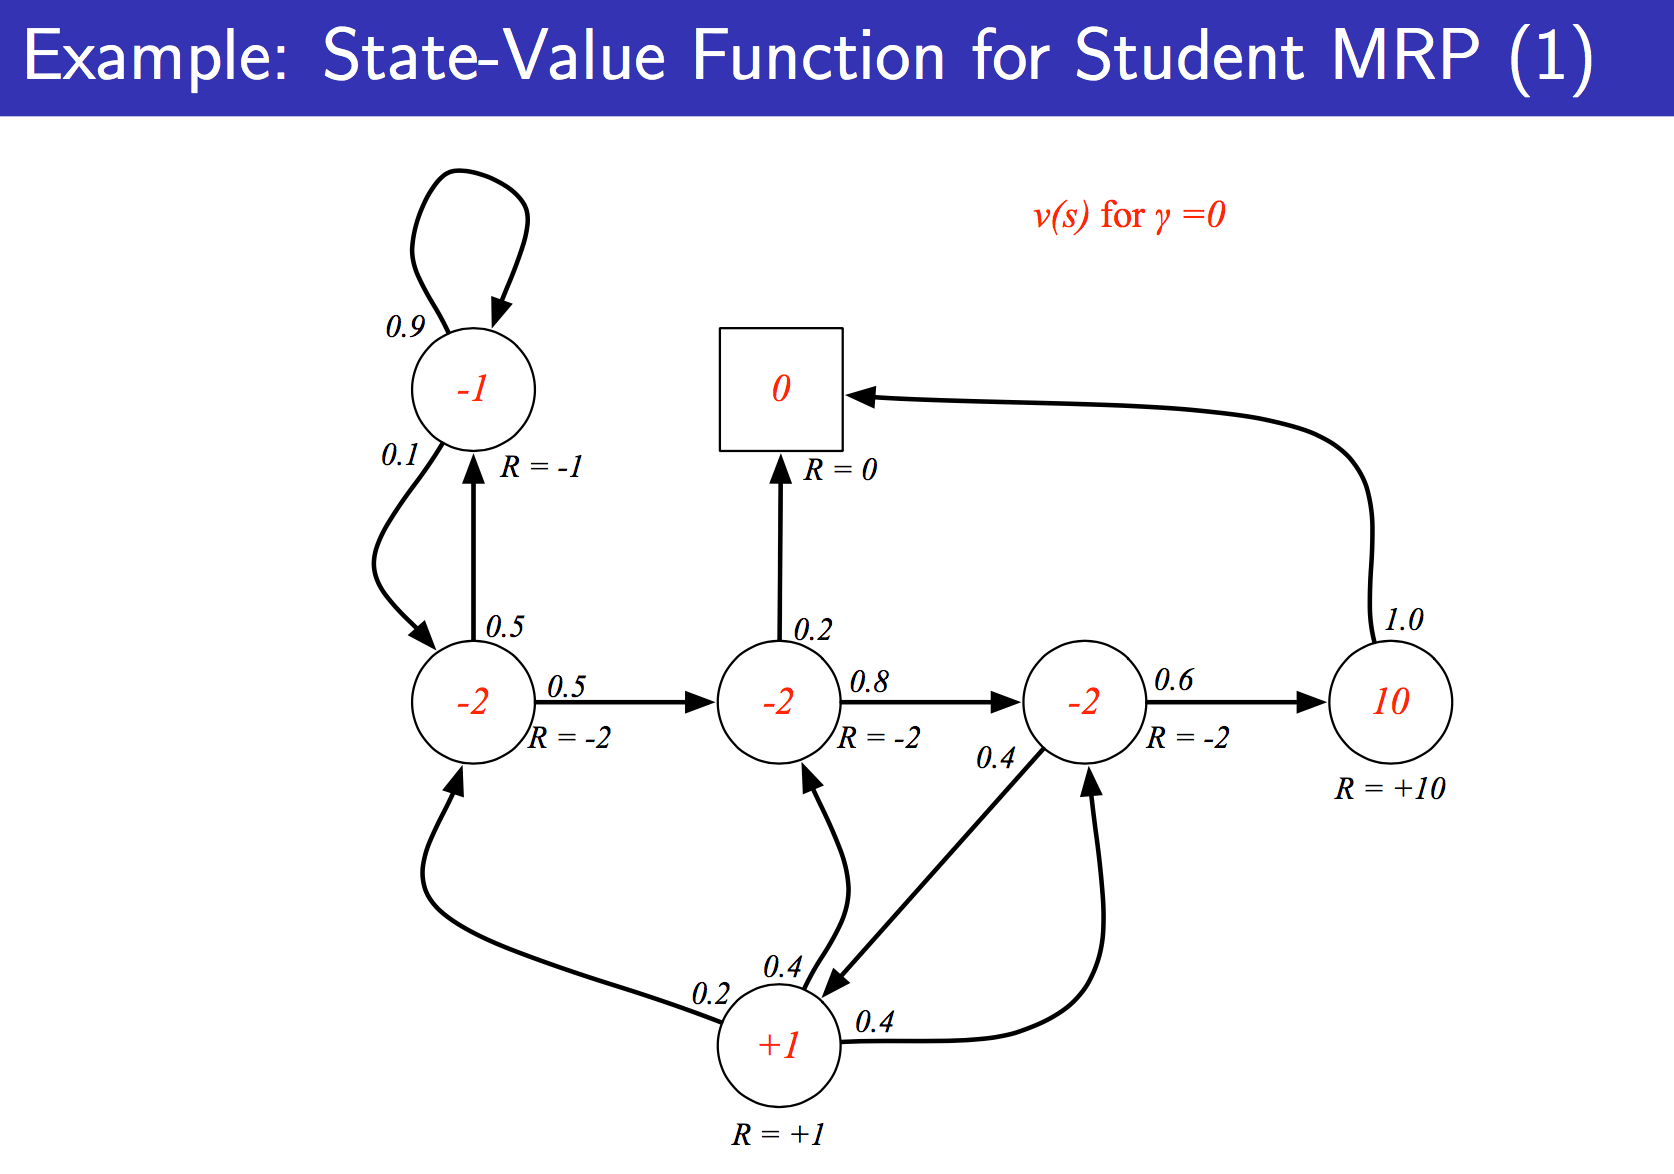 Example: State-Value Function for Student MRP (1)
v(s) for γ =0
0.9
-1
0
0.1
R = -1
R = 0
0.5
0.2
1.0
-2
0.5
R = -2
-2
0.8
R = -2
-2
0.6
R = -2
10
0.4
R = +10
0.4
0.2
0.4
+1
R = +1